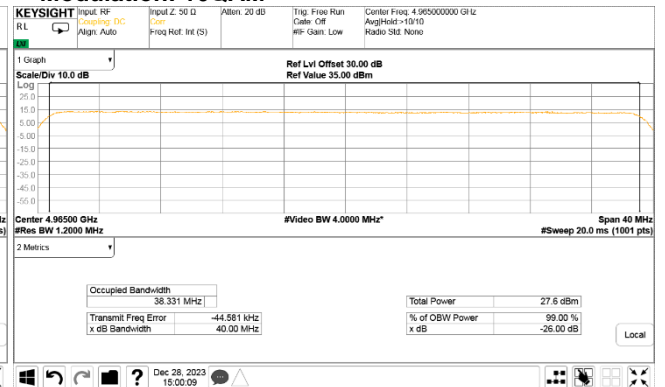 KEYSIGHT Input: RF Input Z: 50 Ω Atten: 20 dB Trig: Free Run Center Freq: 4.965000000 GHz
RL Coupling: DC Corr Gate: Off Avg|Hold:>10/10
Align: Auto Freq Ref: Int (S) #IF Gain: Low Radio Std: None
1 Graph
Ref Lvl Offset 30.00 dB
Scale/Div 10.0 dB Ref Value 35.00 dBm
Log
25.0
15.0
5.00
-5.00
-15.0
-25.0
-35.0
-45.0
-55.0
Center 4.96500 GHz #Video BW 4.0000 MHz* Span 40 MHz
#Res BW 1.2000 MHz #Sweep 20.0 ms (1001 pts)
2 Metrics
Occupied Bandwidth
38.331 MHz Total Power 27.6 dBm
Transmit Freq Error -44.581 kHz % of OBW Power 99.00 %
x dB Bandwidth 40.00 MHz x dB -26.00 dB
Local
? Dec 28, 2023
15:00:09